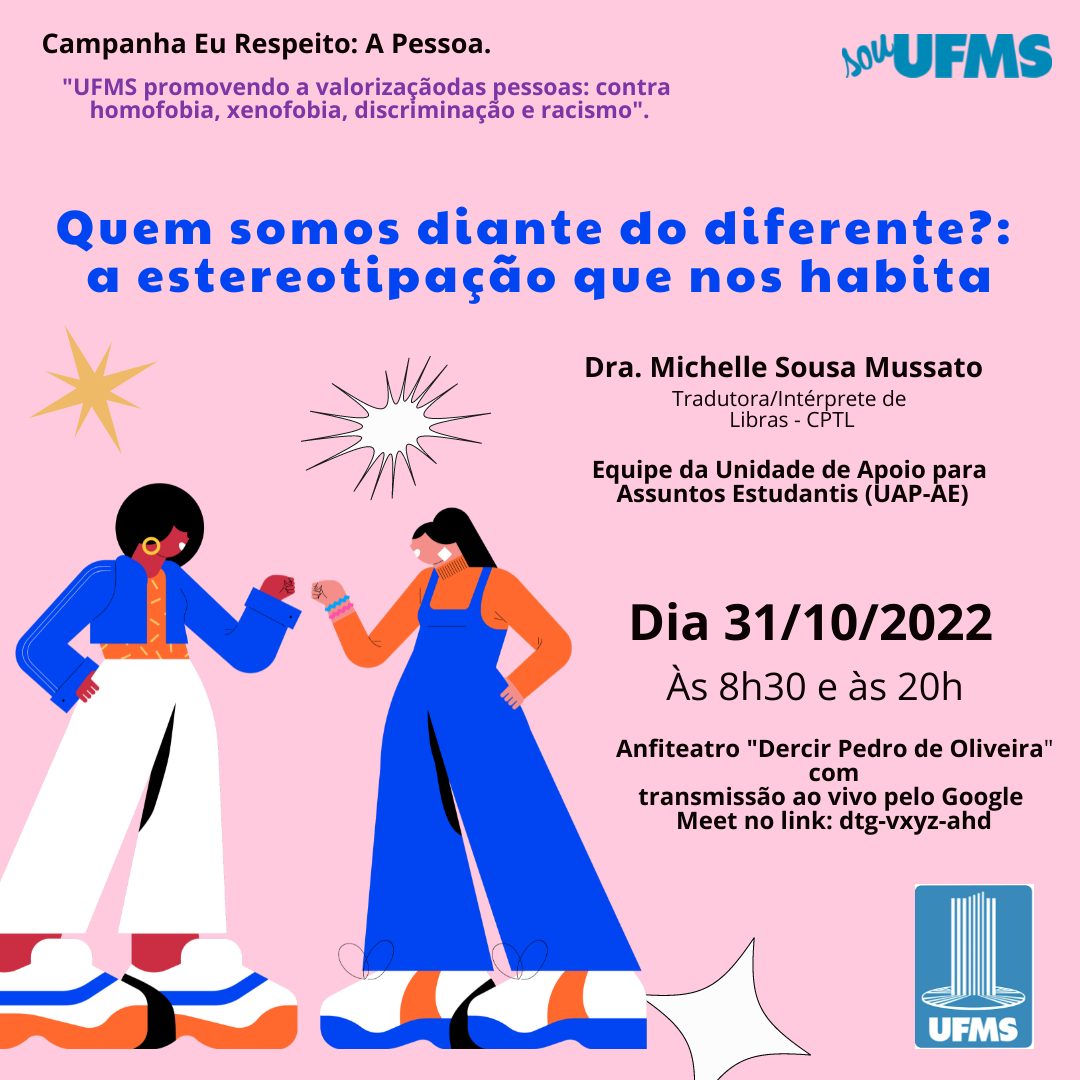 Campanha Eu Respeito: A Pessoa.
souUFMS
"UFMS promovendo a valorizaçãodas pessoas: contra
homofobia, xenofobia, discriminação e racismo".
Quem somos diante do diferente?:
a estereotipação que nos habita
Dra. Michelle Sousa Mussato
Tradutora/Intérprete de
Libras - CPTL
Equipe da Unidade de Apoio para
Assuntos Estudantis (UAP-AE)
Dia 31/10/2022
Às 8h30 e às 20h
Anfiteatro "Dercir Pedro de Oliveira"
com
transmissão ao vivo pelo Google
Meet no link: dtg-vxyz-ahd
UFMS